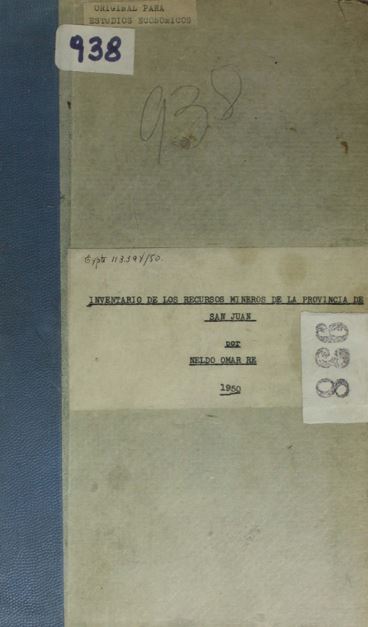 ORIGINAL PARA
ESTUDIOS ECONOMICOS
938
938
Expte 113.394/50.
INVENTARIO DE LOS RECURSOS MINEROS DE LA PROVINCIA DE
SAN JUAN
por
NELDO OMAR RE
1950
938